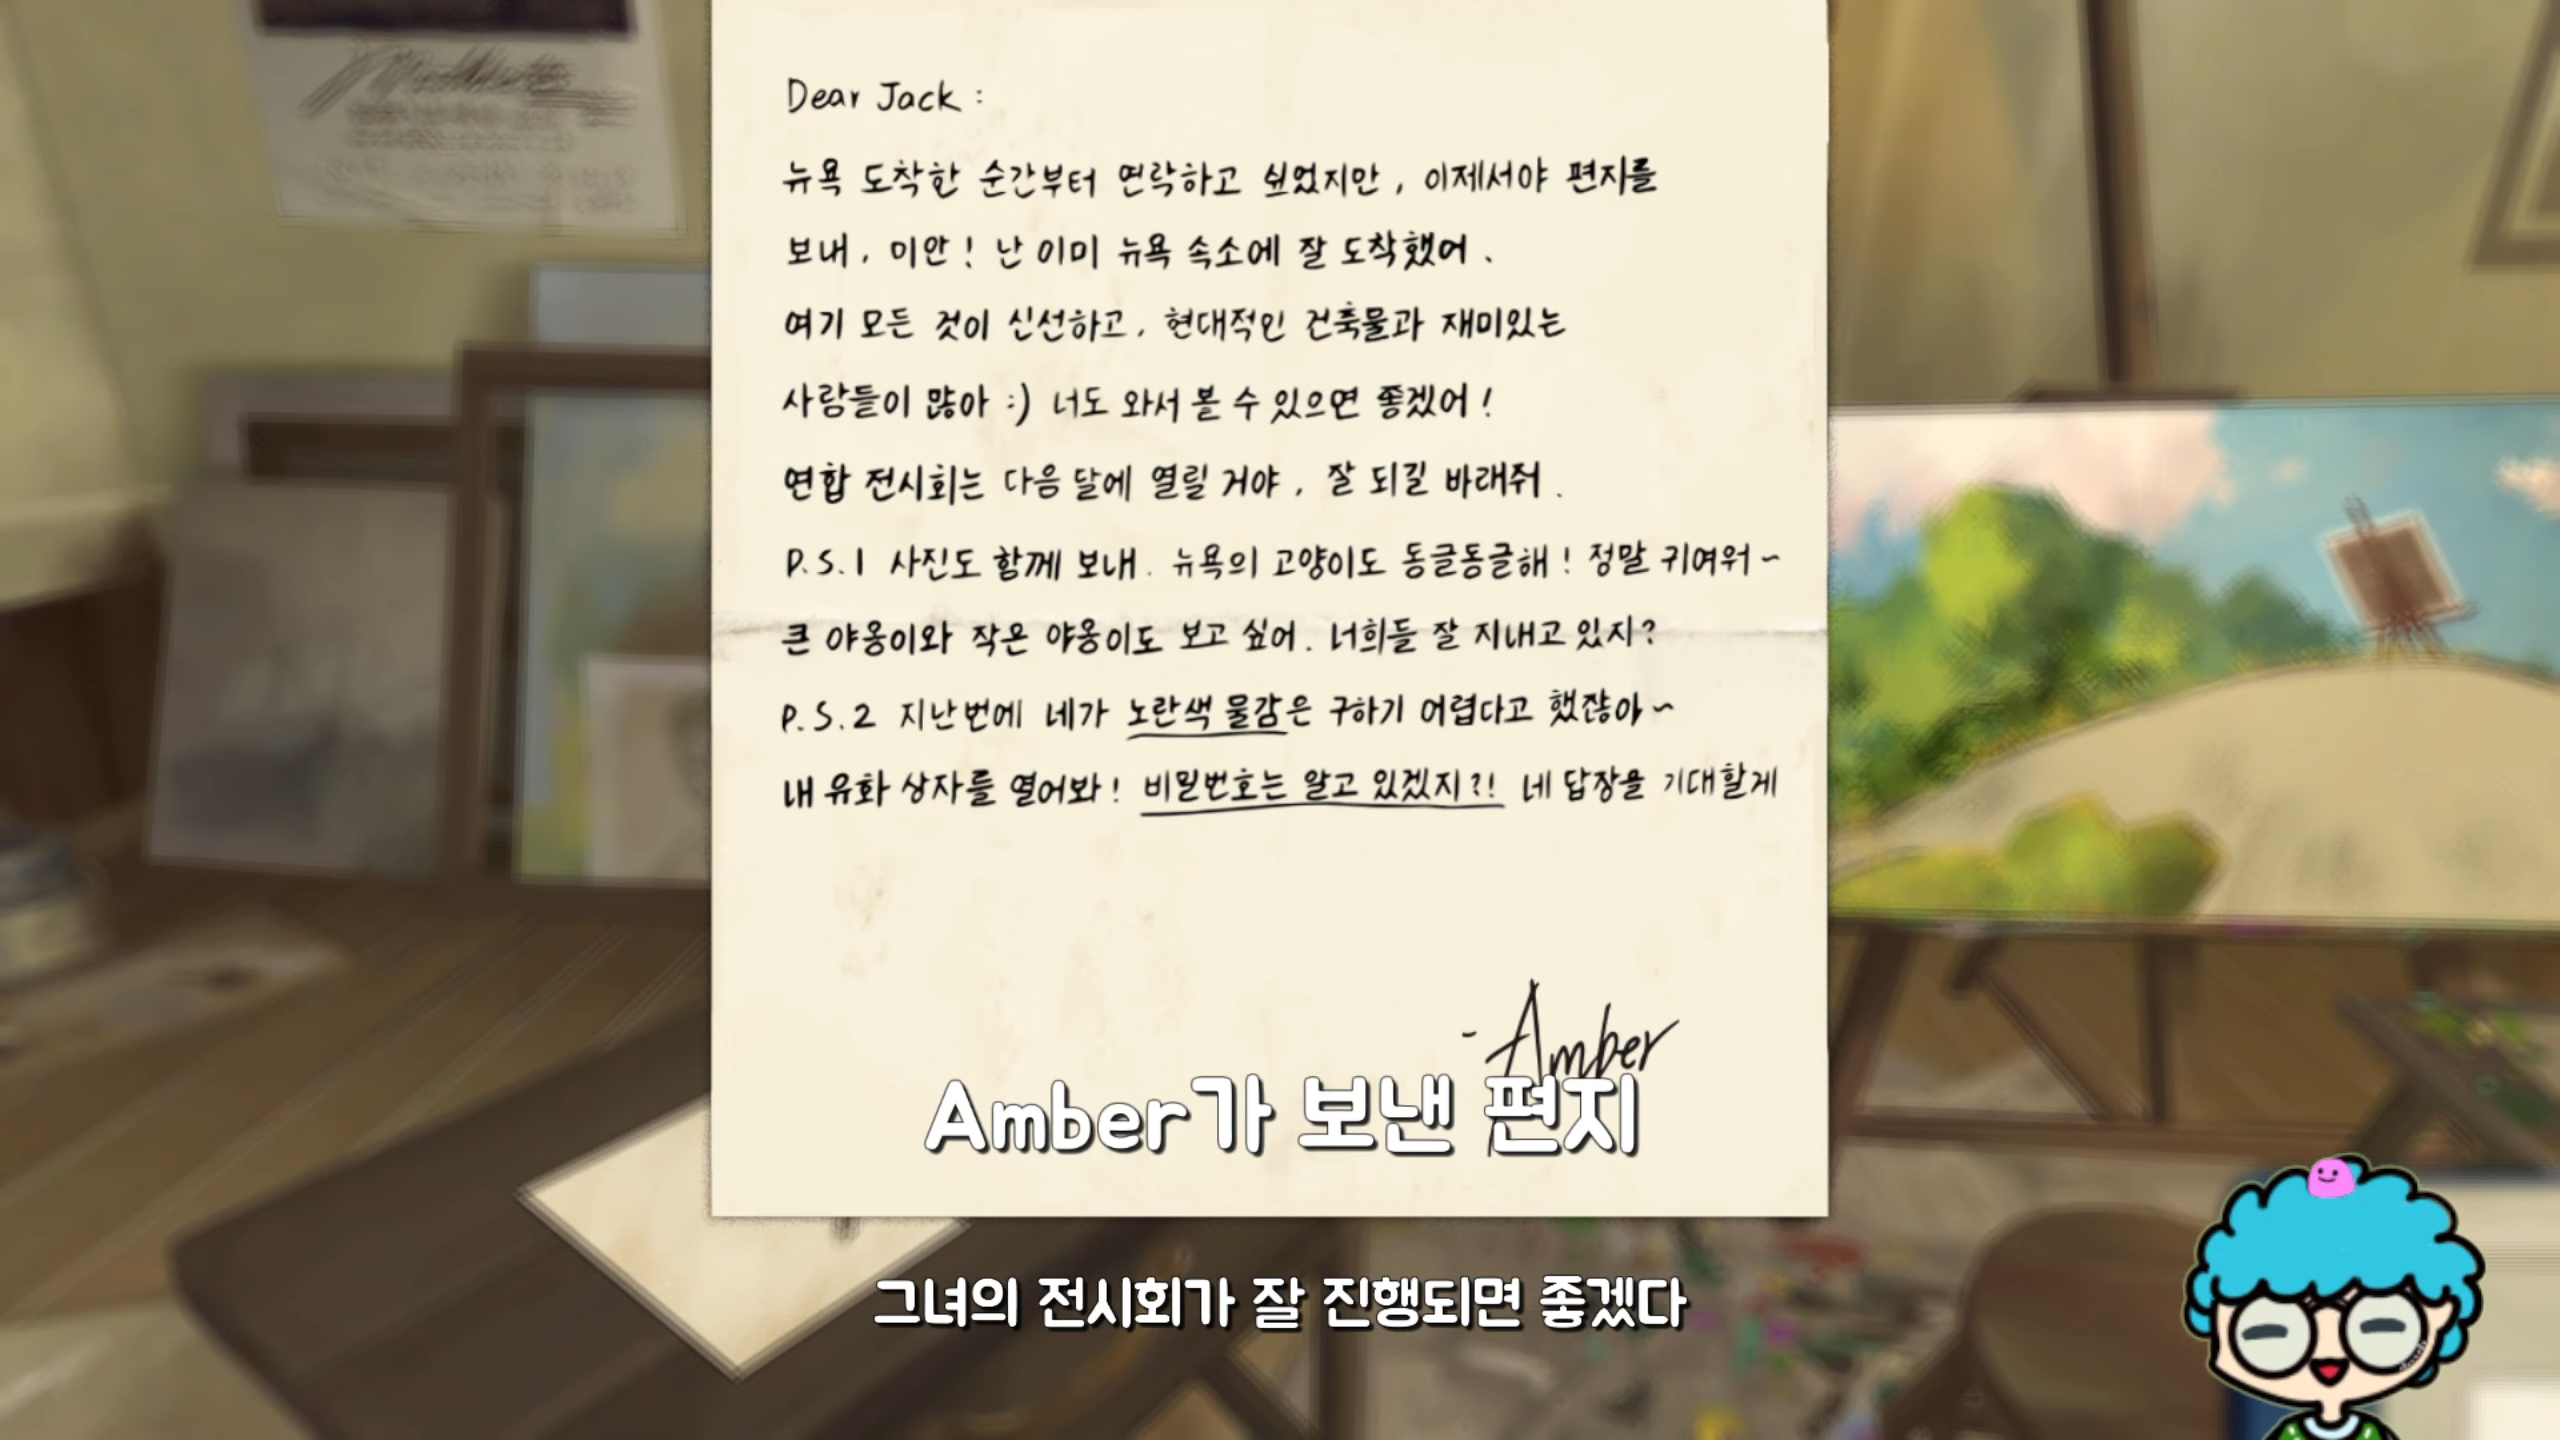 Dear Jack :
뉴욕 도착한 순간부터 연락하고 싶었지만, 이제서야 편지를
보내, 미안! 난 이미 뉴욕 속소에 잘 도착했어.
여기 모든 것이 신선하고, 현대적인 건축물과 재미있는
사람들이 많아 :) 너도 와서 볼 수 있으면 좋겠어!
연합 전시회는 다음 달에 열릴 거야, 잘 되길 바래줘.
P.S.1 사진도 함께 보내. 뉴욕의 고양이도 동글동글해! 정말 귀여워~
큰 야옹이와 작은 야옹이도 보고 싶어. 너희들 잘 지내고 있지?
P.S.2 지난번에 네가 노란색 물감은 구하기 어렵다고 했잖아~
내 유화 상자를 열어봐! 비밀번호는 알고 있겠지?! 네 답장을 기대할게
-Amber
Amber가 보낸 편지
그녀의 전시회가 잘 진행되면 좋겠다